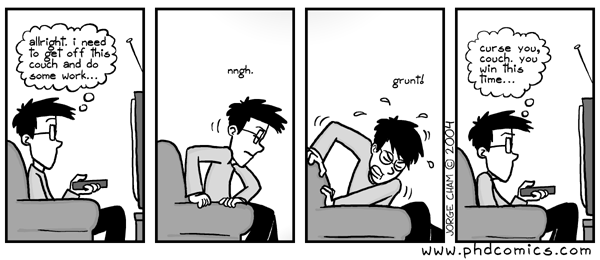 allright. i need
to get off this
couch and do
some work...
nngh.
grunt!
curse you,
couch. you
win this
time...
JORGE CHAM © 2004
www.phdcomics.com